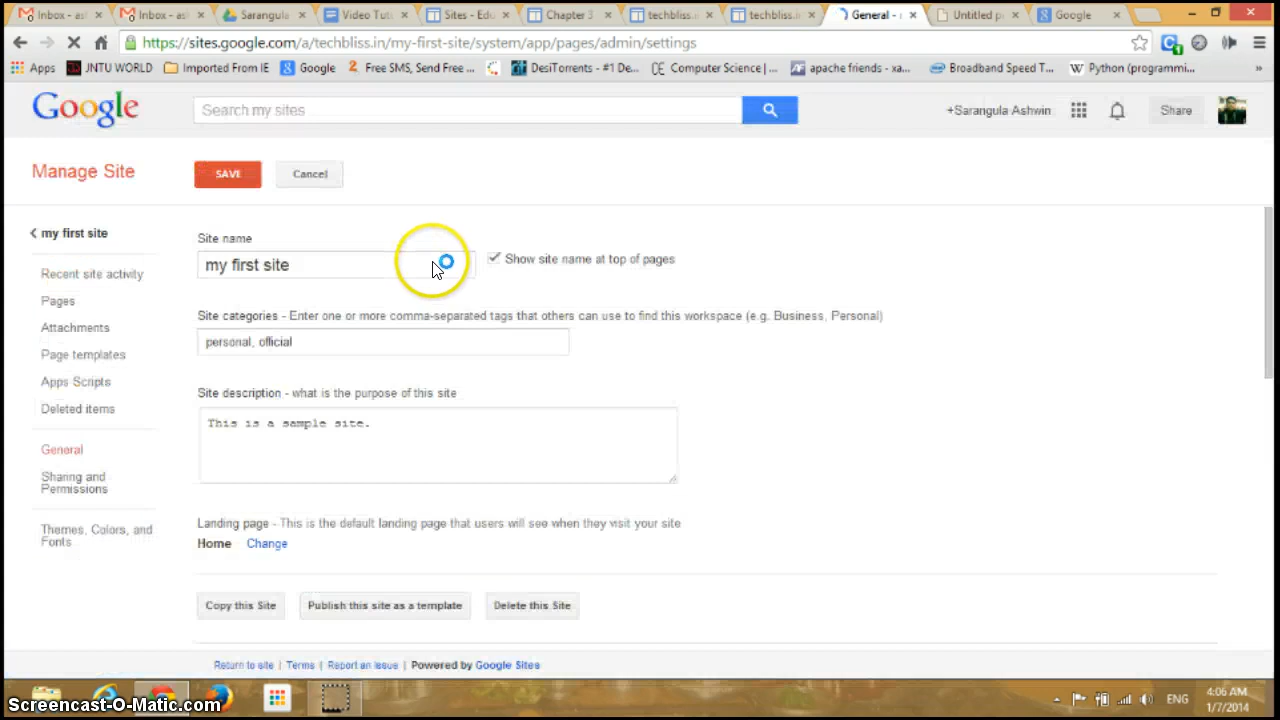 Inbox - as
Inbox - as
Sarangula
Video Tut
Sites - Edu
Chapter 3
techbliss.in
techbliss.in
General -
Untitled p
Google
https://sites.google.com/a/techbliss.in/my-first-site/system/app/pages/admin/settings
Apps
JNTU WORLD
Imported From IE
Google
Free SMS, Send Free ...
DesiTorrents - #1 De...
Computer Science | ...
apache friends - xa...
Broadband Speed T...
Python (programmi...
»
Google
Search my sites
+Sarangula Ashwin
Share
Manage Site
SAVE
Cancel
my first site
Recent site activity
Pages
Attachments
Page templates
Apps Scripts
Deleted items
General
Sharing and
Permissions
Themes, Colors, and
Fonts
Site name
my first site
Show site name at top of pages
Site categories - Enter one or more comma-separated tags that others can use to find this workspace (e.g. Business, Personal)
personal, official
Site description - what is the purpose of this site
This is a sample site.
Landing page - This is the default landing page that users will see when they visit your site
Home Change
Copy this Site
Publish this site as a template
Delete this Site
Return to site | Terms | Report an Issue | Powered by Google Sites
Screencast-O-Matic.com
ENG
4:06 AM
1/7/2014